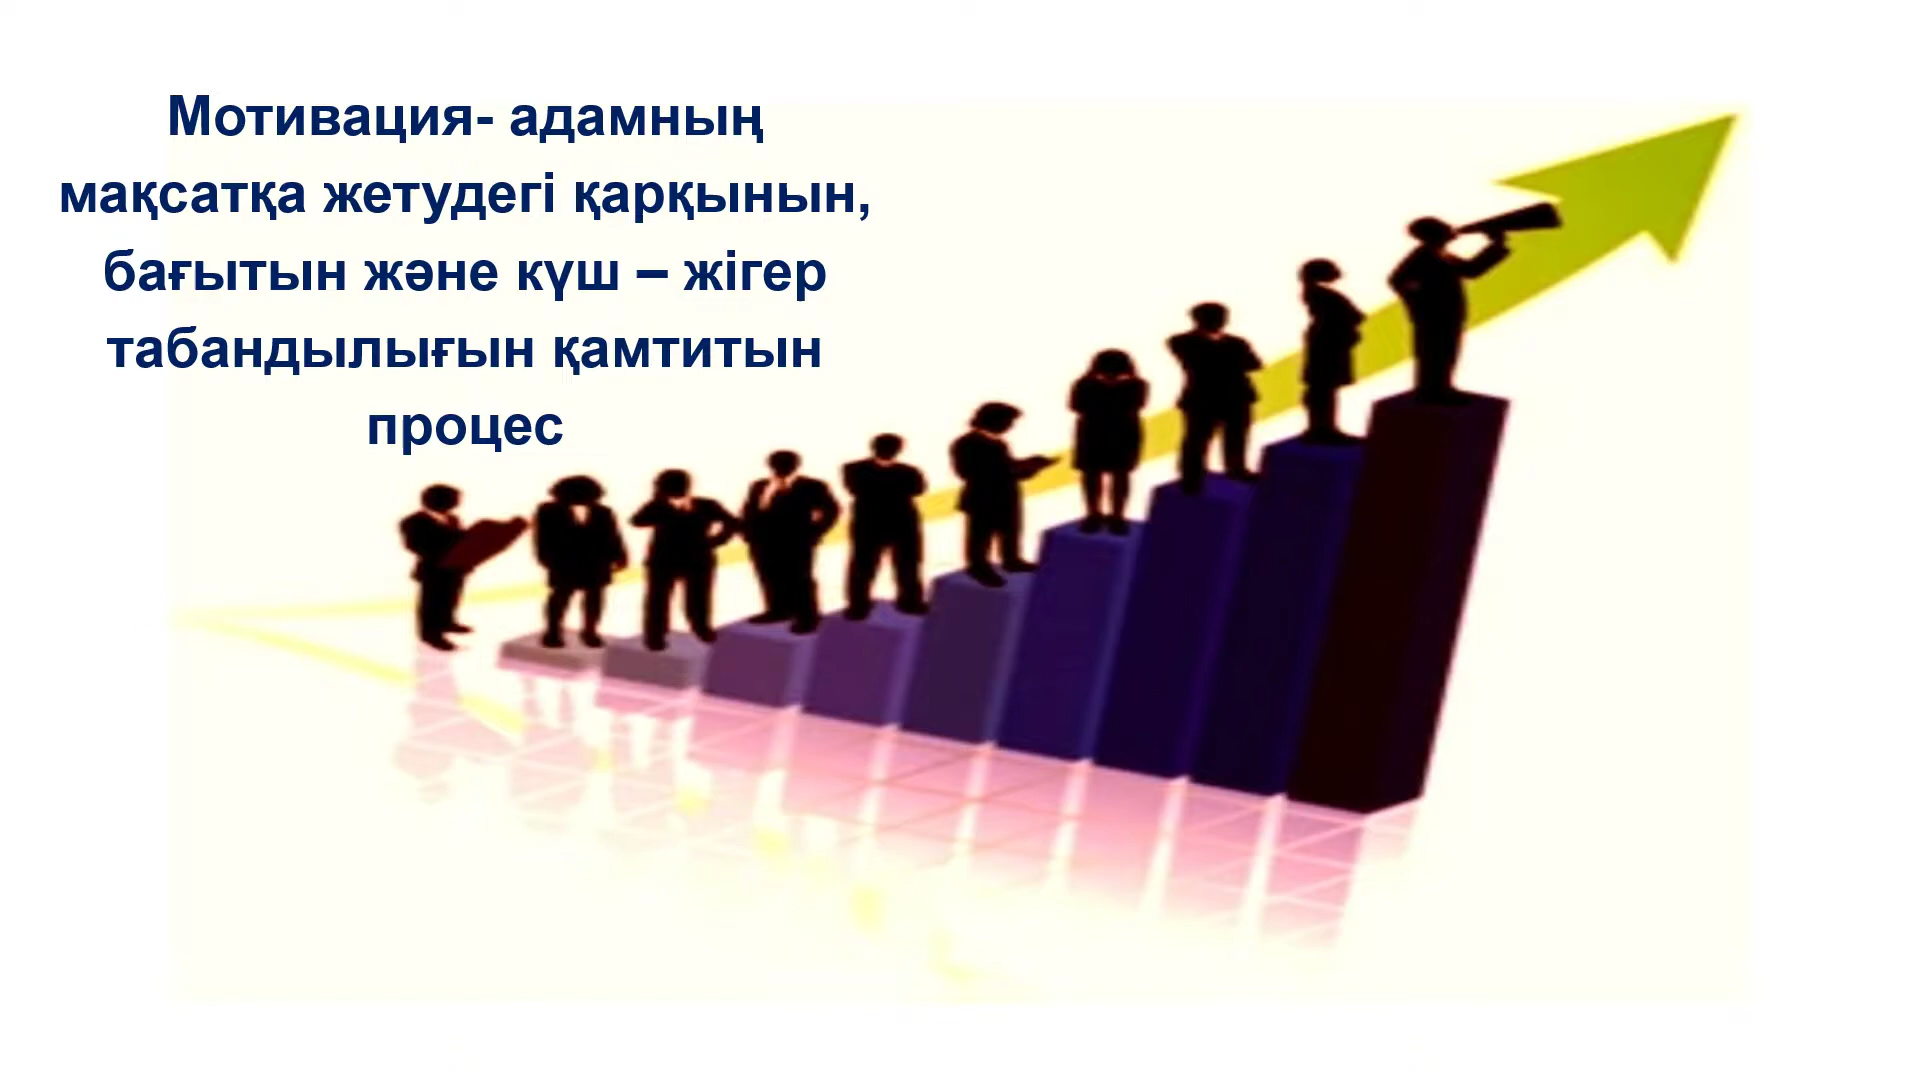 Мотивация- адамның
мақсатқа жетудегі қарқынын,
бағытын және күш – жігер
табандылығын қамтитын
процес